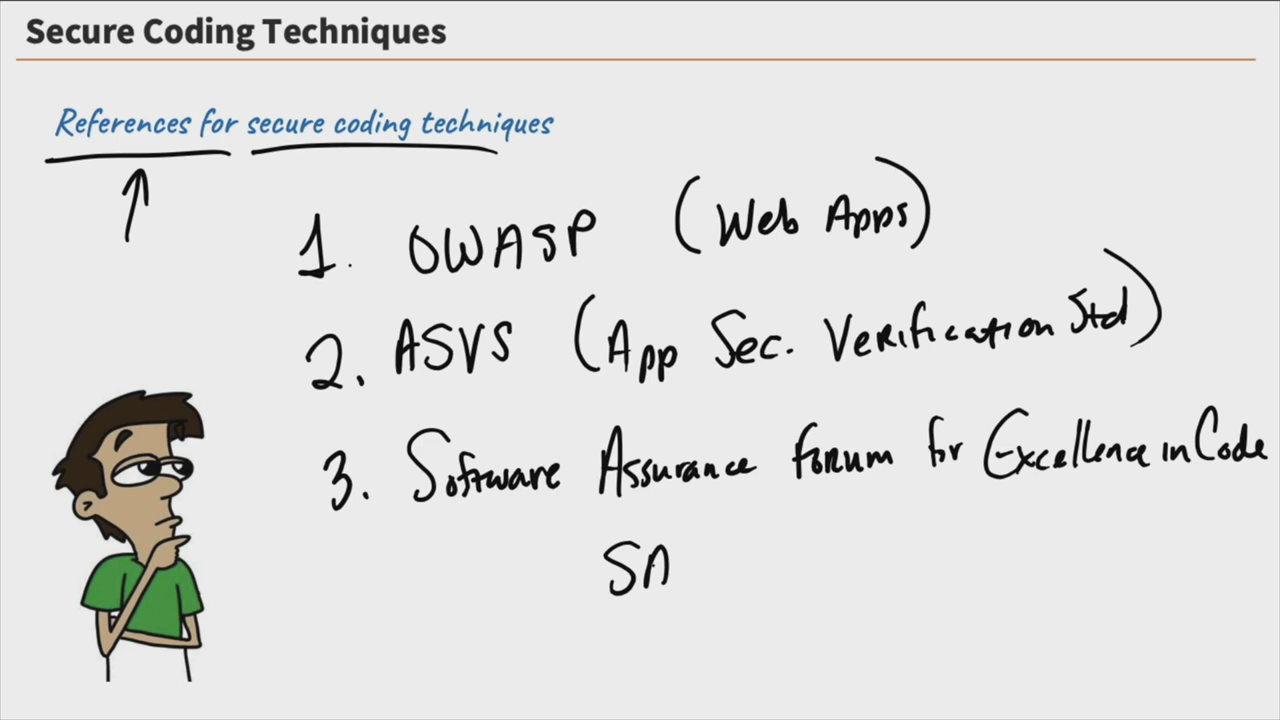 Secure Coding Techniques
References for secure coding techniques
1. OWASP (Web Apps)
2. ASVS (App Sec. Verification Std)
3. Software Assurance Forum for Excellence in Code
SA